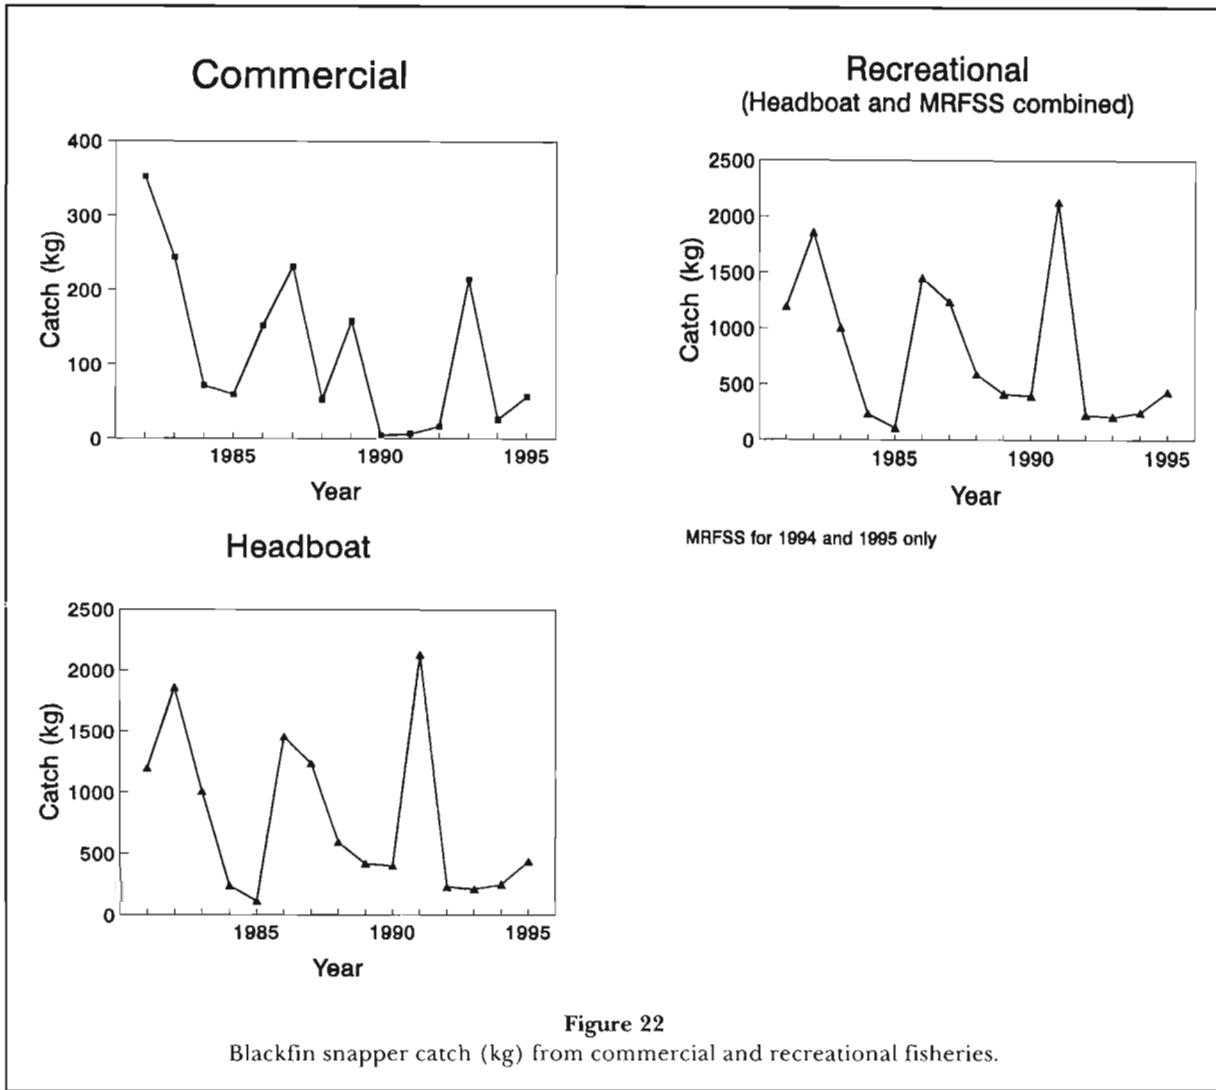 Commercial
400
300
200
100
0
Catch (kg)
1985 1990 1995
Year
Recreational
(Headboat and MRFSS combined)
2500
2000
1500
1000
500
0
Catch (kg)
1985 1990 1995
Year
MRFSS for 1994 and 1995 only
Headboat
2500
2000
1500
1000
500
0
Catch (kg)
1985 1990 1995
Year
Figure 22
Blackfin snapper catch (kg) from commercial and recreational fisheries.